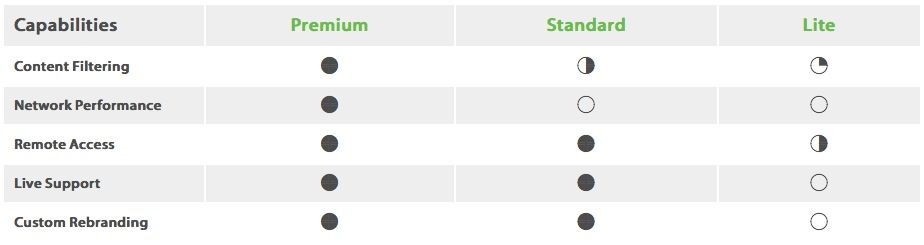 Capabilities Premium Standard Lite
Content Filtering
Network Performance
Remote Access
Live Support
Custom Rebranding